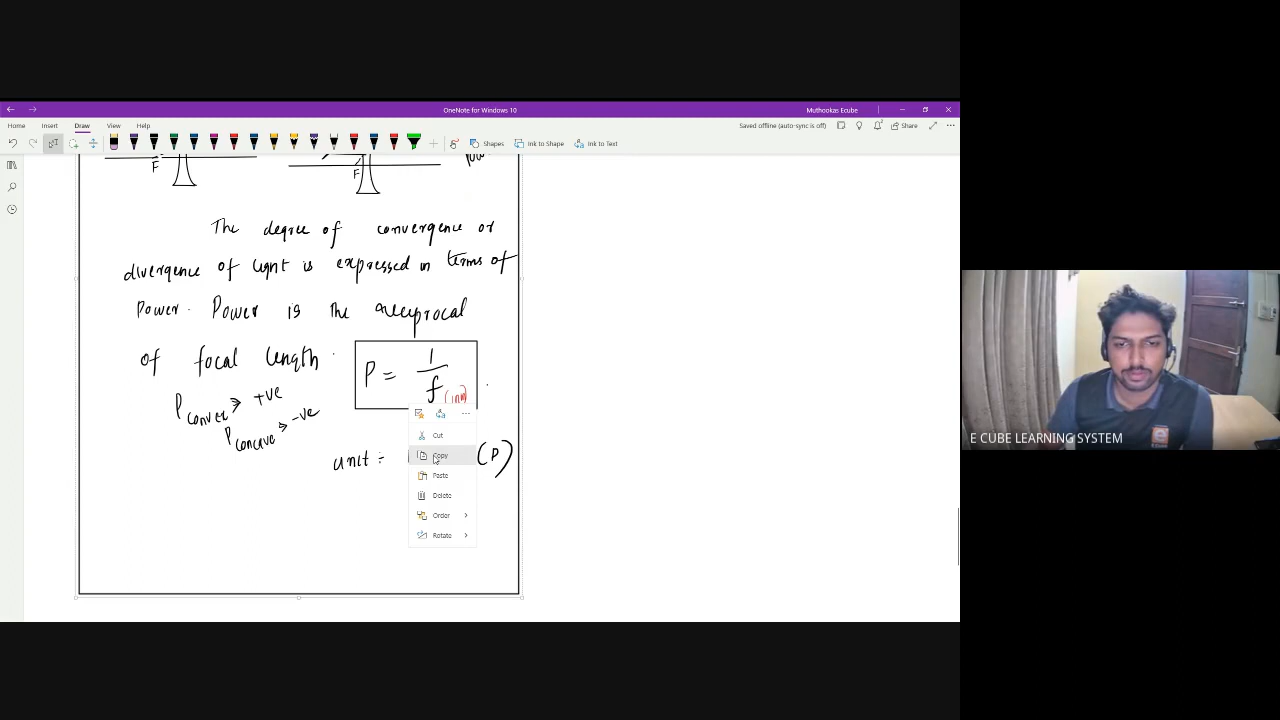 OneNote for Windows 10
Muthookas Ecube
Home Insert Draw View Help
Saved offline (auto-sync is off)
Share
Shapes
Ink to Shape
Ink to Text
F
F
The degree of convergence or
divergence of light is expressed in terms of
Power. Power is the reciprocal
of focal length.
P = 1/f (in m)
P convex → +ve
P concave → -ve
unit :-
Cut
Copy
Paste
Delete
Order
Rotate
E CUBE LEARNING SYSTEM